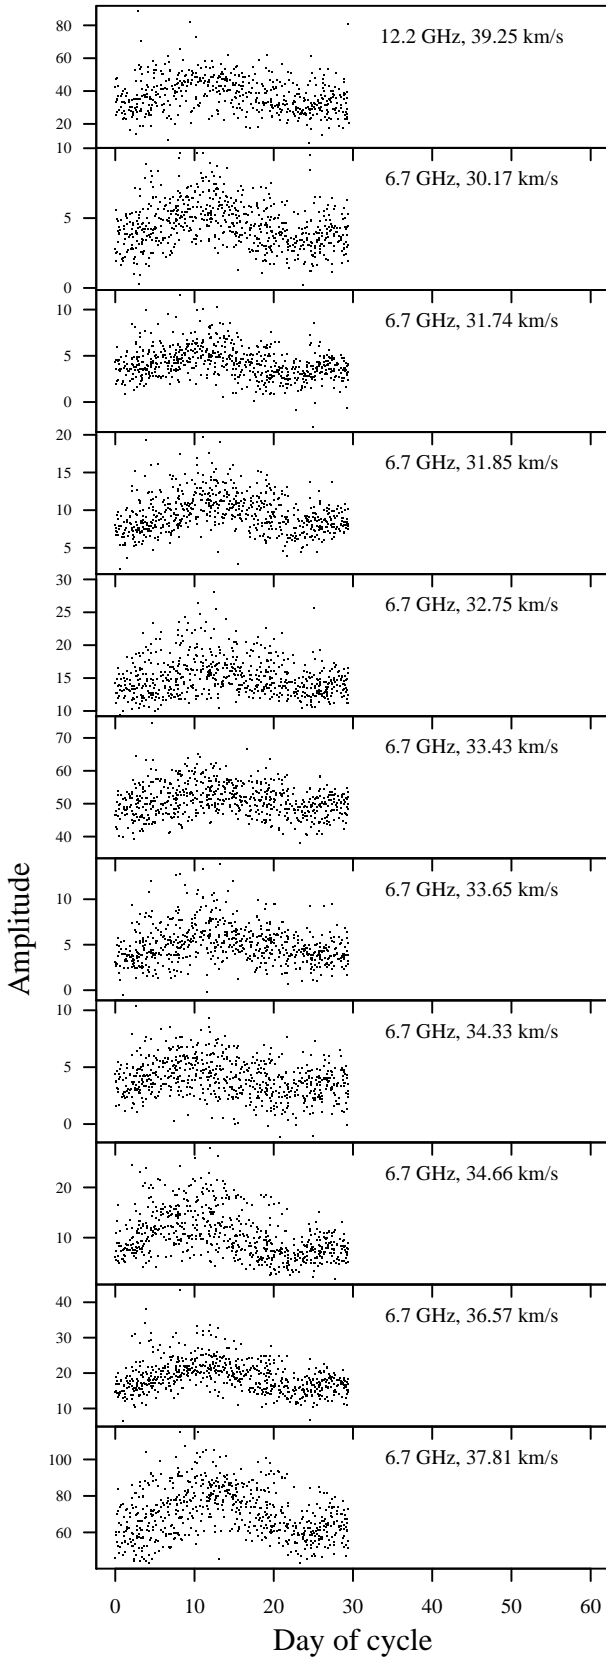 80
60
40
20
12.2 GHz, 39.25 km/s
10
5
0
6.7 GHz, 30.17 km/s
10
5
0
6.7 GHz, 31.74 km/s
20
15
10
5
6.7 GHz, 31.85 km/s
30
25
20
15
10
6.7 GHz, 32.75 km/s
70
60
50
40
6.7 GHz, 33.43 km/s
10
5
0
6.7 GHz, 33.65 km/s
Amplitude
10
5
0
6.7 GHz, 34.33 km/s
20
10
6.7 GHz, 34.66 km/s
40
30
20
10
6.7 GHz, 36.57 km/s
100
80
60
6.7 GHz, 37.81 km/s
0 10 20 30 40 50 60
Day of cycle